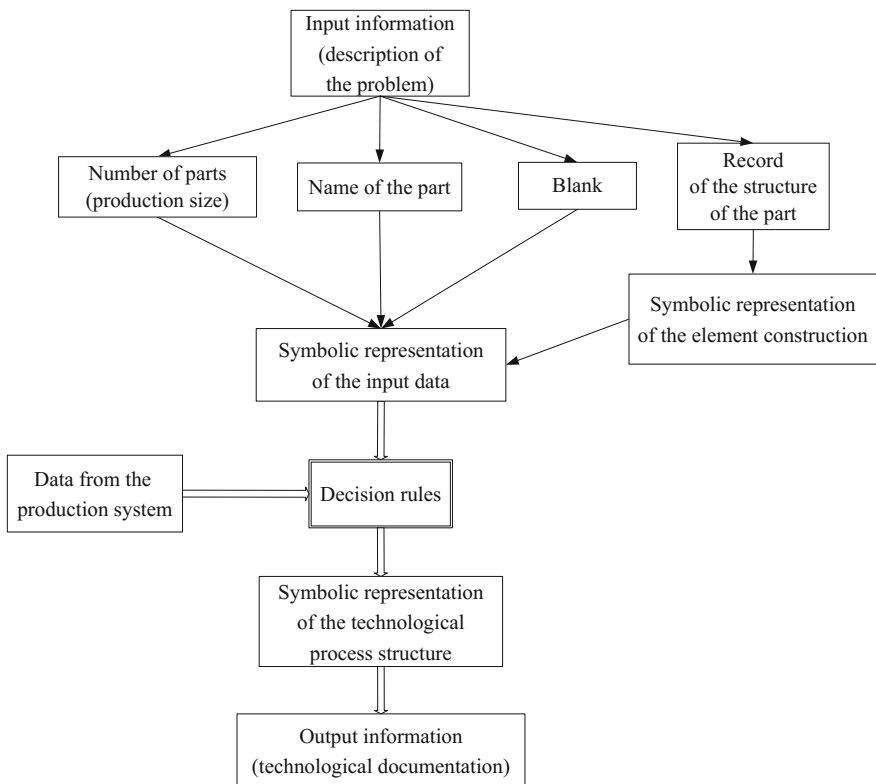 Input information
(description of
the problem)
Number of parts
(production size)
Name of the part
Blank
Record
of the structure
of the part
Symbolic representation
of the element construction
Symbolic representation
of the input data
Data from the
production system
Decision rules
Symbolic representation
of the technological
process structure
Output information
(technological documentation)